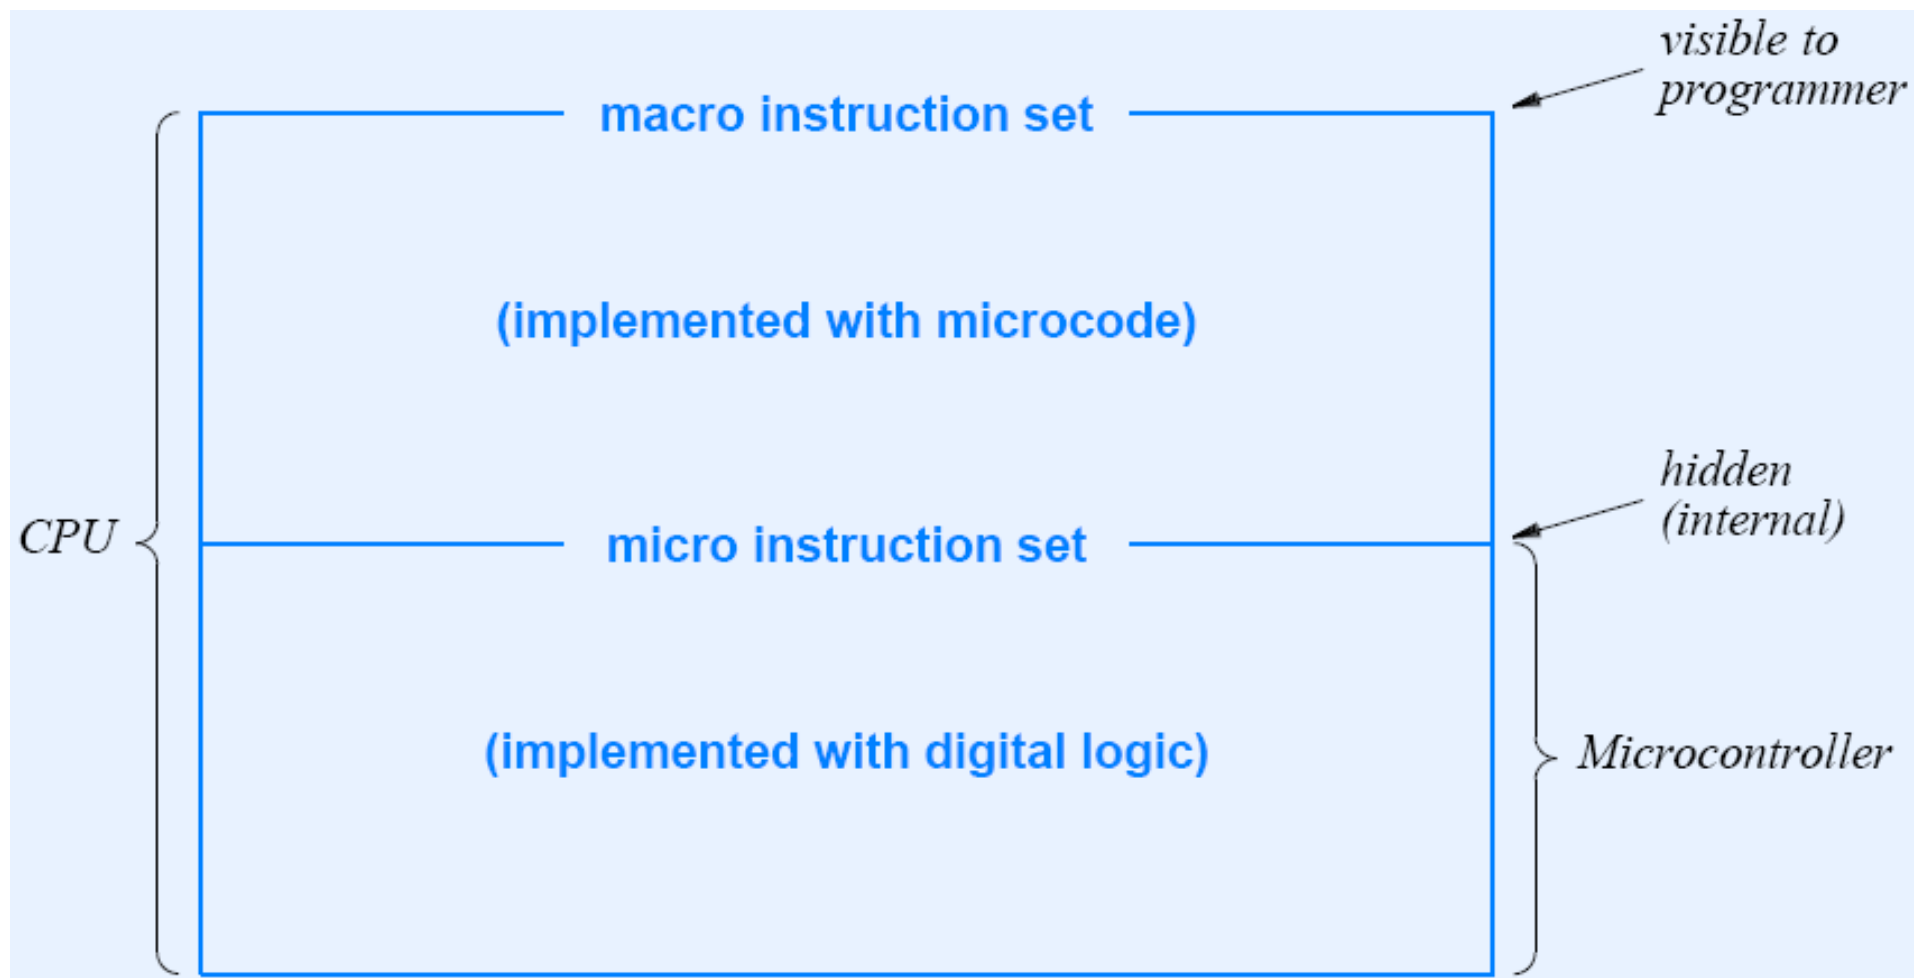 visible to
programmer
macro instruction set
(implemented with microcode)
hidden
(internal)
CPU
micro instruction set
(implemented with digital logic)
Microcontroller